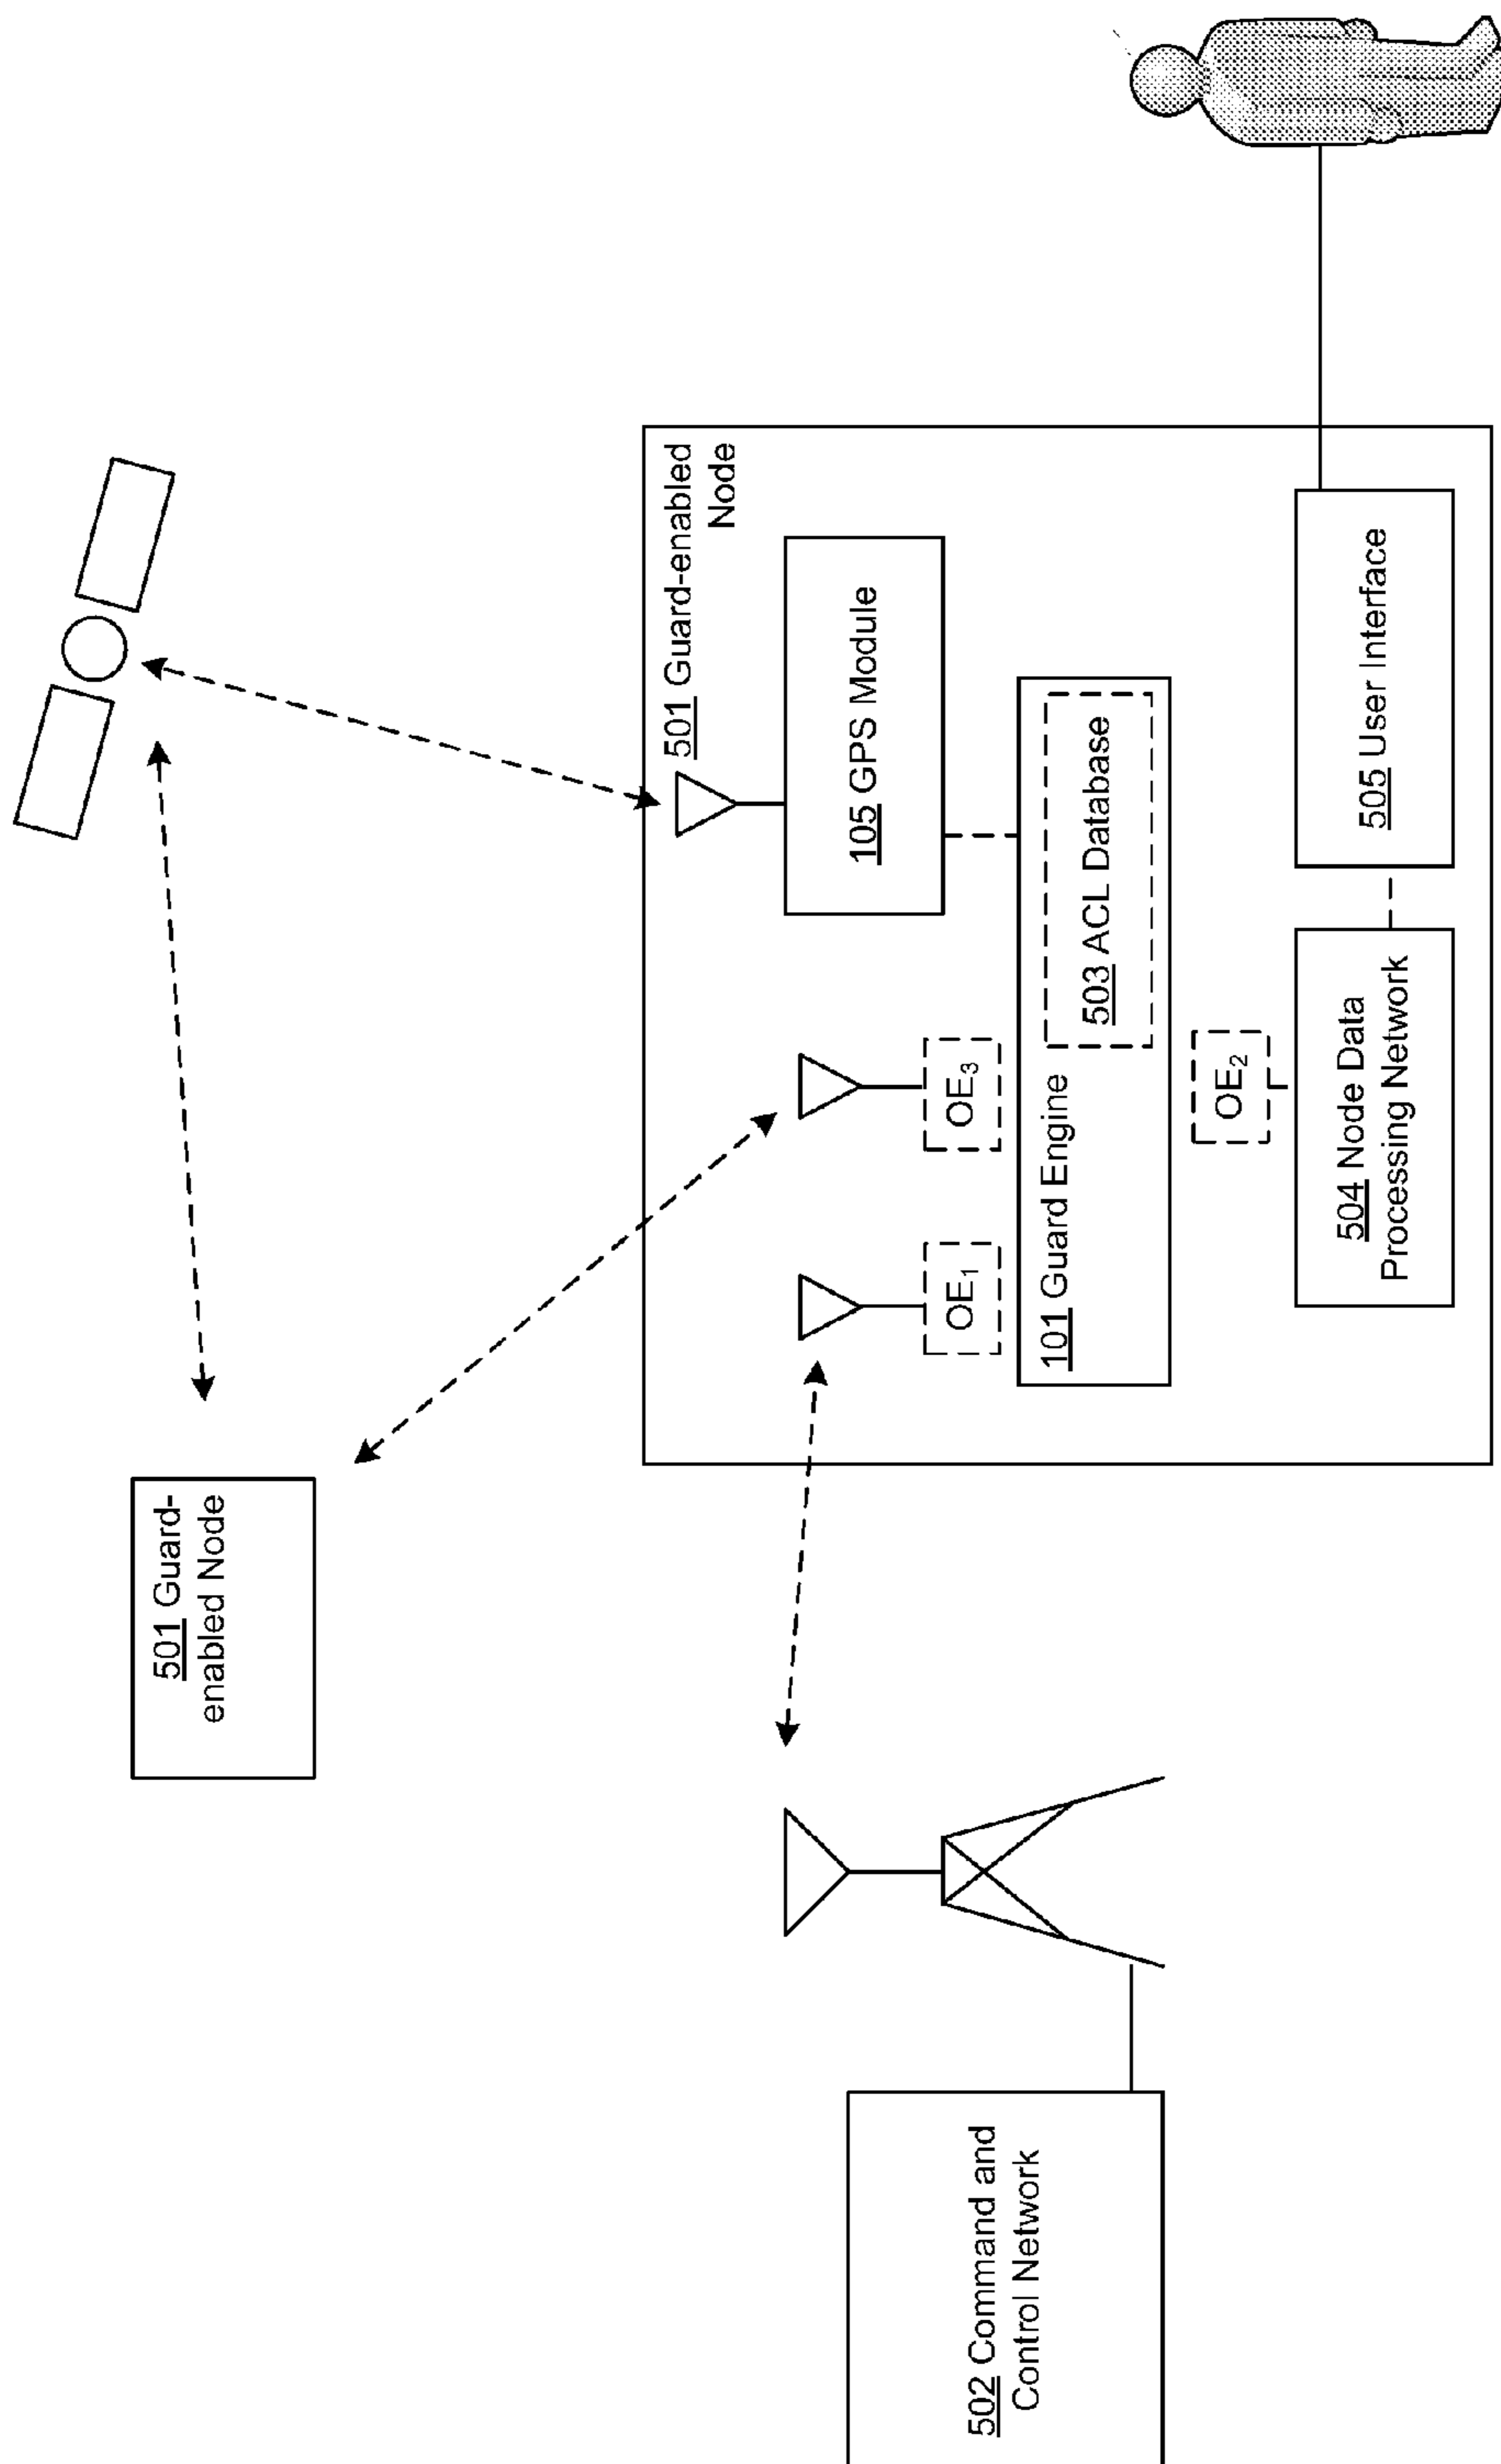 501 Guard-
enabled Node
501 Guard-enabled
Node
105 GPS Module
OE1
OE3
101 Guard Engine
503 ACL Database
OE2
504 Node Data
Processing Network
505 User Interface
502 Command and
Control Network